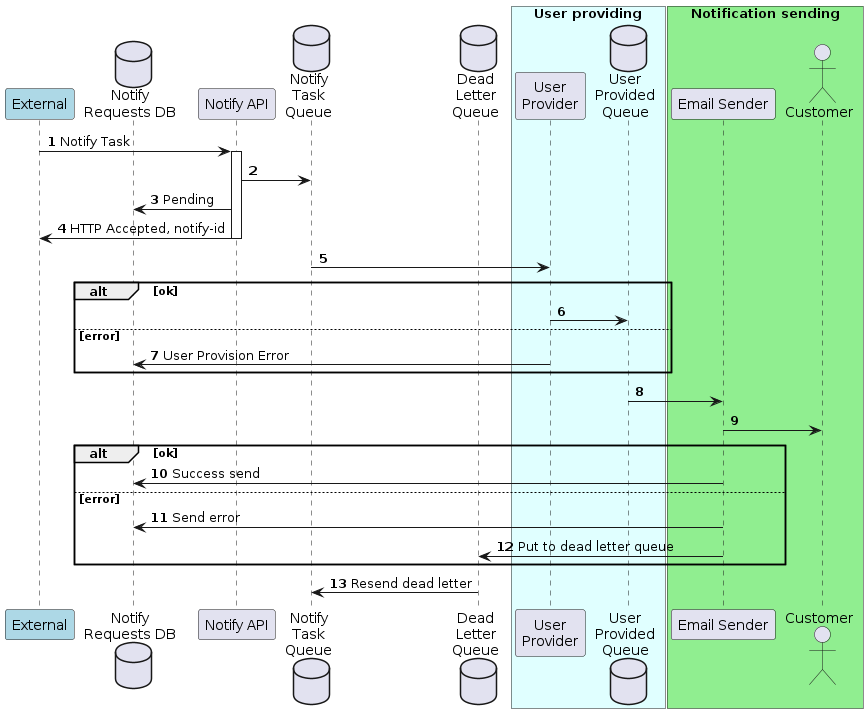 User providing
Notification sending
External
Notify
Requests DB
Notify API
Notify
Task
Queue
Dead
Letter
Queue
User
Provider
User
Provided
Queue
Email Sender
Customer
1 Notify Task
2
3 Pending
4 HTTP Accepted, notify-id
5
alt [ok]
6
[error]
7 User Provision Error
8
9
alt [ok]
10 Success send
[error]
11 Send error
12 Put to dead letter queue
13 Resend dead letter
External
Notify
Requests DB
Notify API
Notify
Task
Queue
Dead
Letter
Queue
User
Provider
User
Provided
Queue
Email Sender
Customer